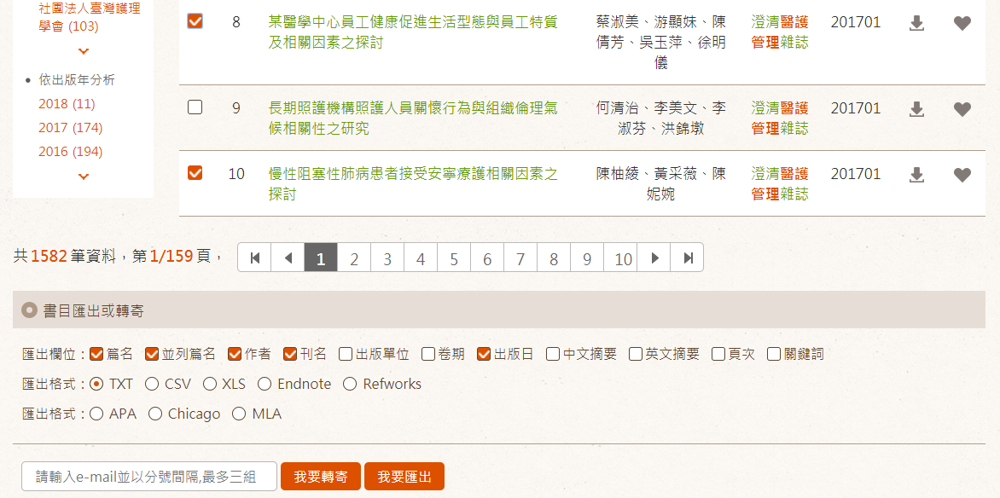 社團法人臺灣護理
學會 (103)
依出版年分析
2018 (11)
2017 (174)
2016 (194)
8 某醫學中心員工健康促進生活型態與員工特質 蔡淑美、游顯妹、陳 澄清醫護 201701
及相關因素之探討 倩芳、吳玉萍、徐明 管理雜誌
儀
9 長期照護機構照護人員關懷行為與組織倫理氣 何清治、李美文、李 澄清醫護 201701
候相關性之研究 淑芬、洪錦墩 管理雜誌
10 慢性阻塞性肺病患者接受安寧療護相關因素之 陳柚綾、黃采薇、陳 澄清醫護 201701
探討 妮婉 管理雜誌
共 1582 筆資料，第 1/159 頁， 1 2 3 4 5 6 7 8 9 10
書目匯出或轉寄
匯出欄位： 篇名 並列篇名 作者 刊名 出版單位 卷期 出版日 中文摘要 英文摘要 頁次 關鍵詞
匯出格式： TXT CSV XLS Endnote Refworks
匯出格式： APA Chicago MLA
請輸入e-mail並以分號間隔,最多三組 我要轉寄 我要匯出